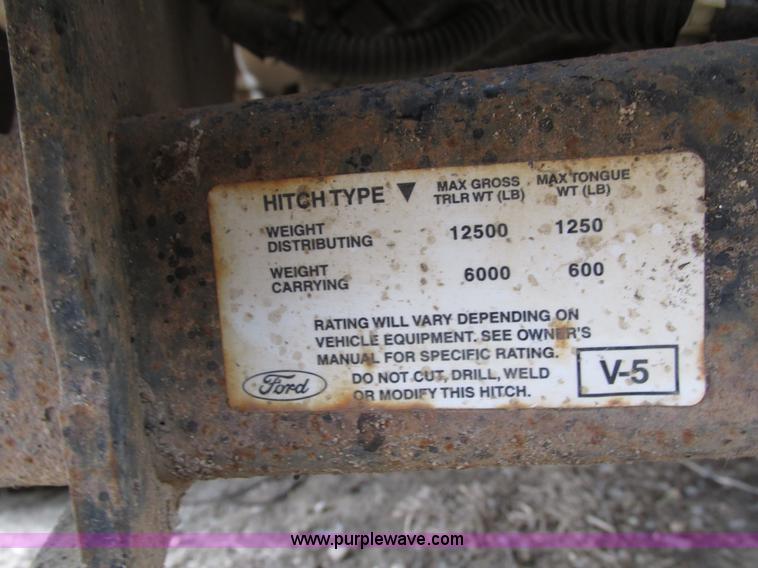 HITCH TYPE ▼ MAX GROSS TRLR WT (LB) MAX TONGUE WT (LB)
WEIGHT DISTRIBUTING 12500 1250
WEIGHT CARRYING 6000 600
RATING WILL VARY DEPENDING ON
VEHICLE EQUIPMENT. SEE OWNER'S
MANUAL FOR SPECIFIC RATING.
DO NOT CUT, DRILL, WELD
OR MODIFY THIS HITCH.
Ford
V-5
www.purplewave.com